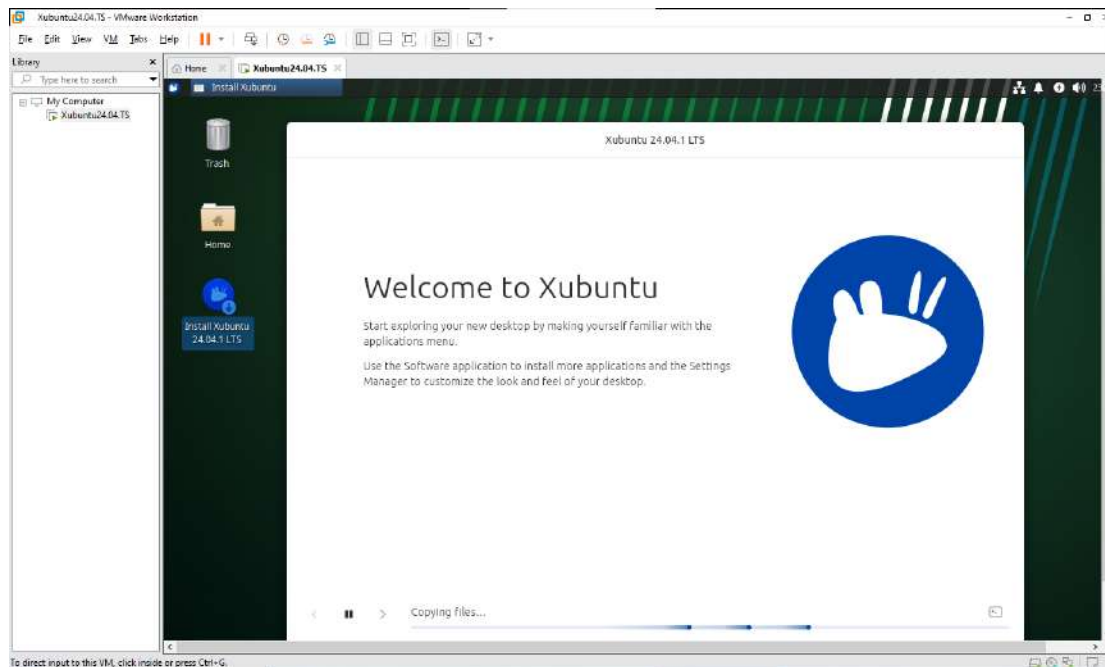 Xubuntu24.04.TS - VMware Workstation
File Edit View VM Tabs Help
Library
Type here to search
My Computer
Xubuntu24.04.TS
Home
Xubuntu24.04.TS
Install Xubuntu
23
Trash
Home
Install Xubuntu
24.04.1 LTS
Xubuntu 24.04.1 LTS
Welcome to Xubuntu
Start exploring your new desktop by making yourself familiar with the
applications menu.
Use the Software application to install more applications and the Settings
Manager to customize the look and feel of your desktop.
Copying files...
To direct input to this VM, click inside or press Ctrl+G.